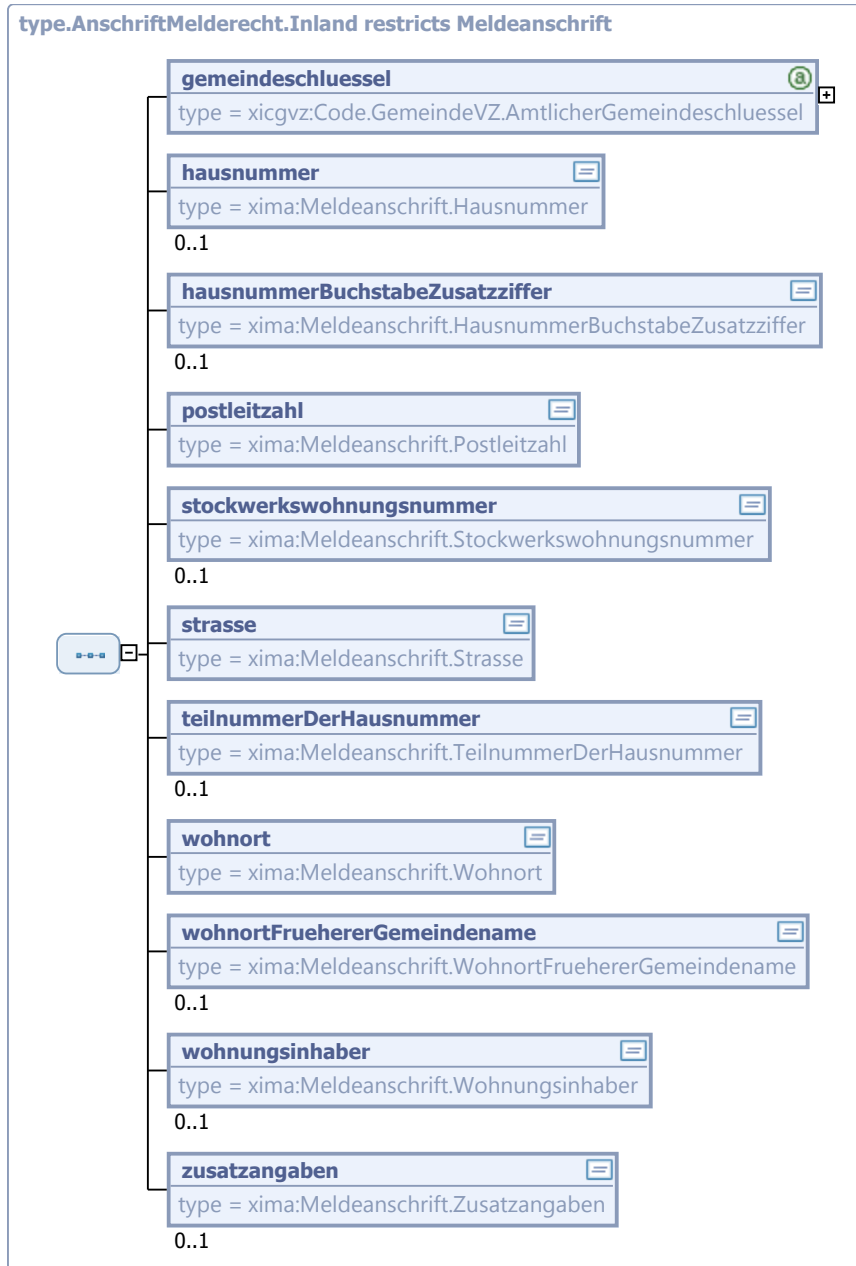 type.AnschriftMelderecht.Inland restricts Meldeanschrift
gemeindeschluessel
a
type = xicgvz:Code.GemeindeVZ.AmtlicherGemeindeschluessel
hausnummer
type = xima:Meldeanschrift.Hausnummer
0..1
hausnummerBuchstabeZusatzziffer
type = xima:Meldeanschrift.HausnummerBuchstabeZusatzziffer
0..1
postleitzahl
type = xima:Meldeanschrift.Postleitzahl
stockwerkswohnungsnummer
type = xima:Meldeanschrift.Stockwerkswohnungsnummer
0..1
strasse
type = xima:Meldeanschrift.Strasse
teilnummerDerHausnummer
type = xima:Meldeanschrift.TeilnummerDerHausnummer
0..1
wohnort
type = xima:Meldeanschrift.Wohnort
wohnortFruehererGemeindename
type = xima:Meldeanschrift.WohnortFruehererGemeindename
0..1
wohnungsinhaber
type = xima:Meldeanschrift.Wohnungsinhaber
0..1
zusatzangaben
type = xima:Meldeanschrift.Zusatzangaben
0..1